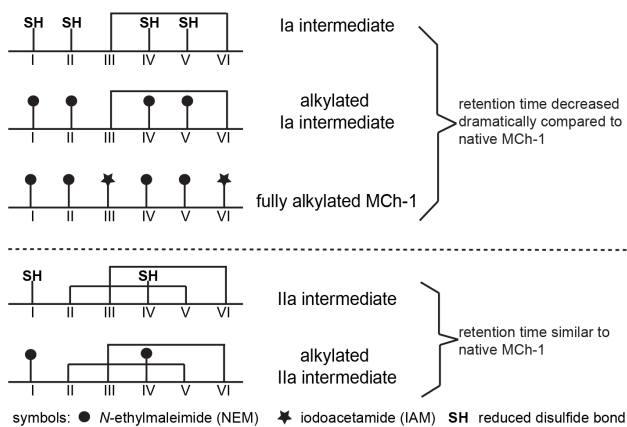 SH SH SH SH
I II III IV V VI
Ia intermediate
I II III IV V VI
alkylated
Ia intermediate
I II III IV V VI
fully alkylated MCh-1
retention time decreased
dramatically compared to
native MCh-1
SH SH
I II III IV V VI
IIa intermediate
I II III IV V VI
alkylated
IIa intermediate
retention time similar to
native MCh-1
symbols: N-ethylmaleimide (NEM) iodoacetamide (IAM) SH reduced disulfide bond